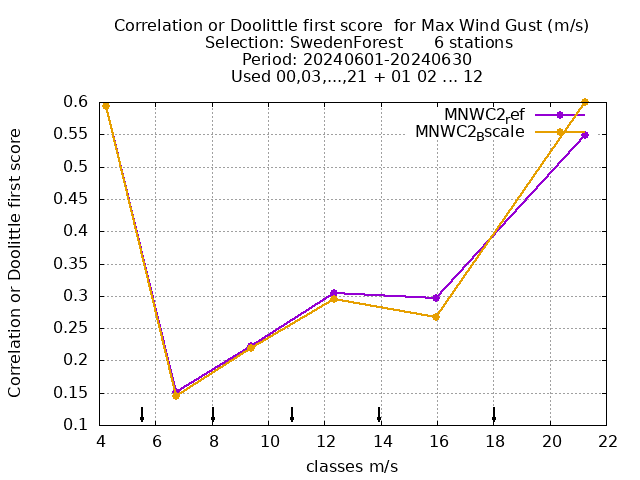 Correlation or Doolittle first score  for Max Wind Gust (m/s)
Selection: SwedenForest      6 stations
Period: 20240601-20240630
Used 00,03,...,21 + 01 02 ... 12
Correlation or Doolittle first score
0.6
0.55
0.5
0.45
0.4
0.35
0.3
0.25
0.2
0.15
0.1
MNWC2ref
MNWC2Bscale
4 6 8 10 12 14 16 18 20 22
classes m/s